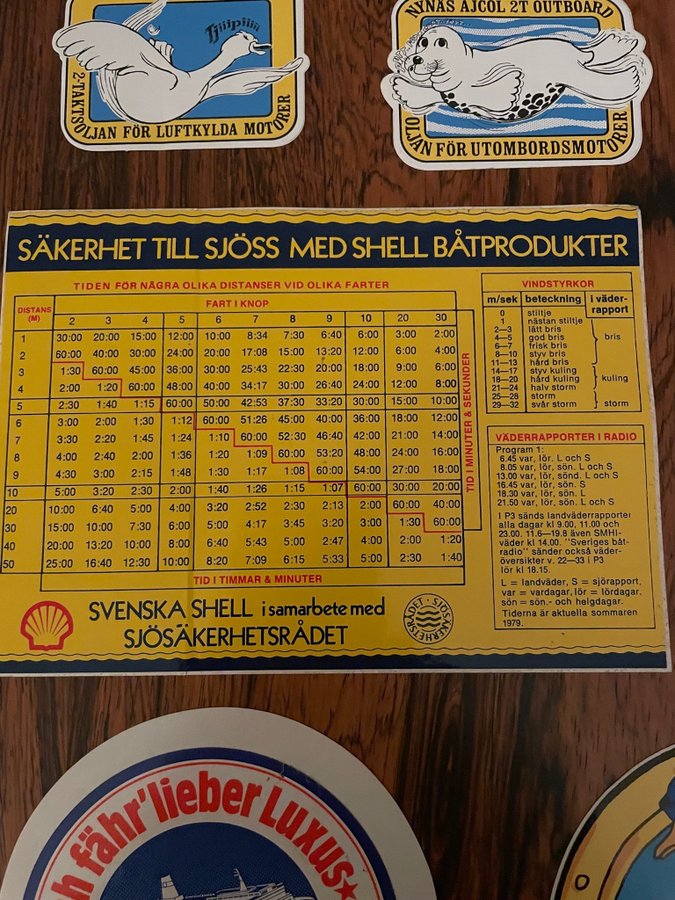 Tjiiipiiii
2-TAKTSOLJAN FÖR LUFTKYLDA MOTORER
NYNÄS AJCOL 2T OUTBOARD
OLJAN FÖR UTOMBORDSMOTORER
SÄKERHET TILL SJÖSS MED SHELL BÅTPRODUKTER
TIDEN FÖR NÅGRA OLIKA DISTANSER VID OLIKA FARTER
DISTANS (M)
FART I KNOP
2 3 4 5 6 7 8 9 10 20 30
1 30:00 20:00 15:00 12:00 10:00 8:34 7:30 6:40 6:00 3:00 2:00
2 60:00 40:00 30:00 24:00 20:00 17:08 15:00 13:20 12:00 6:00 4:00
3 1:30 60:00 45:00 36:00 30:00 25:43 22:30 20:00 18:00 9:00 6:00
4 2:00 1:20 60:00 48:00 40:00 34:17 30:00 26:40 24:00 12:00 8:00
5 2:30 1:40 1:15 60:00 50:00 42:53 37:30 33:20 30:00 15:00 10:00
6 3:00 2:00 1:30 1:12 60:00 51:26 45:00 40:00 36:00 18:00 12:00
7 3:30 2:20 1:45 1:24 1:10 60:00 52:30 46:40 42:00 21:00 14:00
8 4:00 2:40 2:00 1:36 1:20 1:09 60:00 53:20 48:00 24:00 16:00
9 4:30 3:00 2:15 1:48 1:30 1:17 1:08 60:00 54:00 27:00 18:00
10 5:00 3:20 2:30 2:00 1:40 1:26 1:15 1:07 60:00 30:00 20:00
20 10:00 6:40 5:00 4:00 3:20 2:52 2:30 2:13 2:00 60:00 40:00
30 15:00 10:00 7:30 6:00 5:00 4:17 3:45 3:20 3:00 1:30 60:00
40 20:00 13:20 10:00 8:00 6:40 5:43 5:00 2:47 4:00 2:00 1:20
50 25:00 16:40 12:30 10:00 8:20 7:09 6:15 5:33 5:00 2:30 1:40
TID I MINUTER & SEKUNDER
TID I TIMMAR & MINUTER
SVENSKA SHELL i samarbete med
SJÖSÄKERHETSRÅDET
SJÖSÄKERHETSRÅDET
VINDSTYRKOR
m/sek beteckning i väder-rapport
0 stiltje
1 nästan stiltje
2—3 lätt bris
4—5 god bris
6—7 frisk bris
8—10 styv bris
11—13 hård bris
bris
14—17 styv kuling
18—20 hård kuling
21—24 halv storm
kuling
25—28 storm
29—32 svår storm
storm
VÄDERRAPPORTER I RADIO
Program 1:
6.45 var, lör. L och S
8.05 var, lör, sön. L och S
13.00 var, lör, sönd. L och S
16.45 var, lör, sön. S
18.30 var, lör, sön. L
21.50 var, lör, sön. L och S
I P3 sänds landväderrapporter
alla dagar kl 9.00, 11.00 och
23.00. 11.6—19.8 även SMHI-
väder kl 14.00. "Sveriges båt-
radio" sänder också väder-
översikter v. 22—33 i P3
kl lör 18.15.
L = landväder, S = sjörapport,
var = vardagar, lör = lördagar.
sön = sön.- och helgdagar.
Tiderna är aktuella sommaren
1979.
ch fähr'lieber Luxus